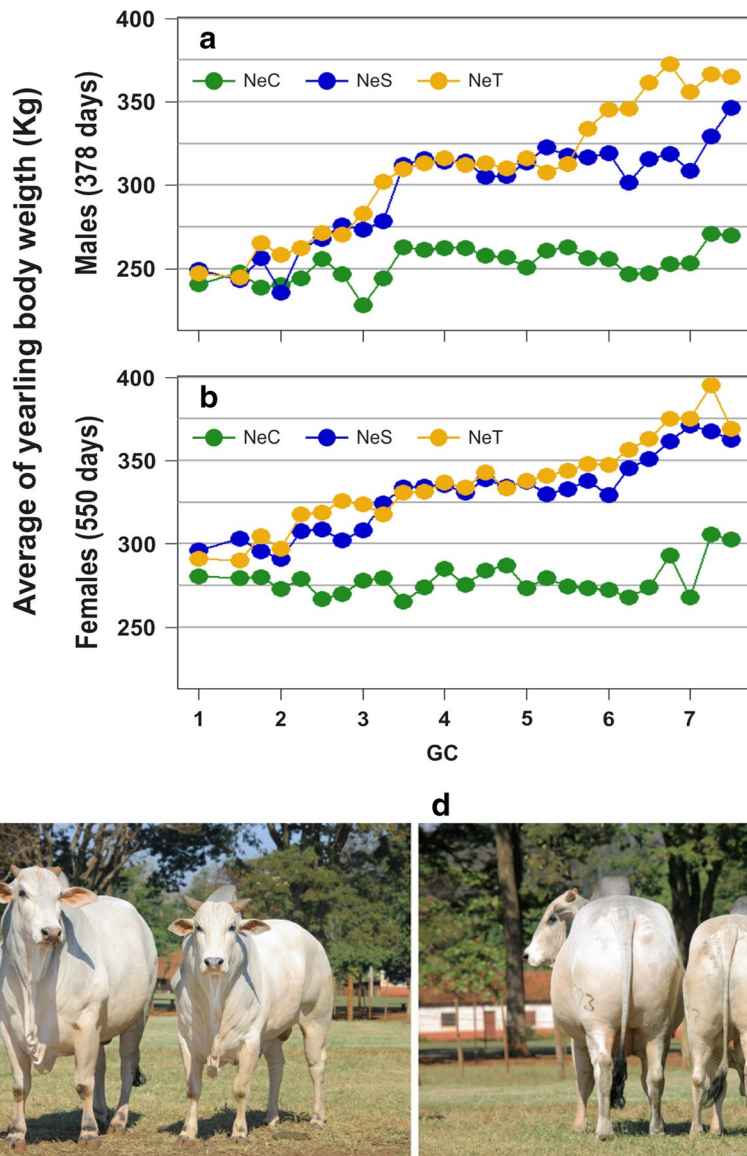 Average of yearling body weigth (Kg)
Males (378 days)
a
NeC NeS NeT
400
350
300
250
Females (550 days)
b
NeC NeS NeT
400
350
300
250
1 2 3 4 5 6 7
GC
d